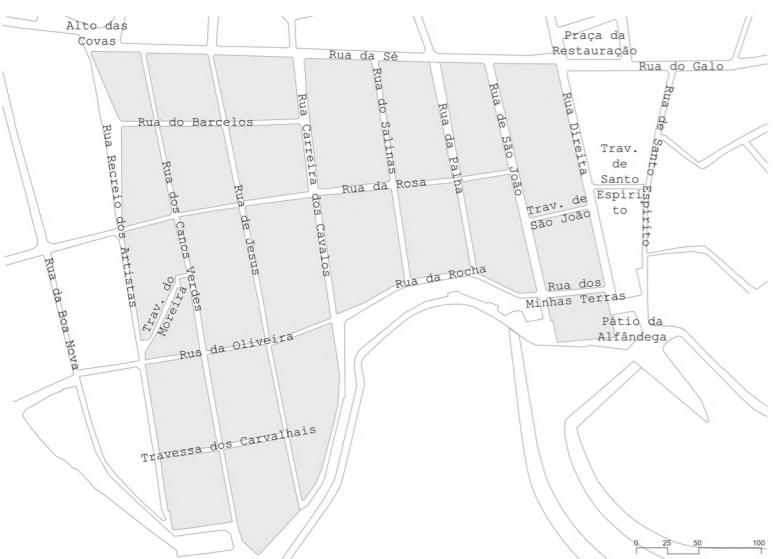 Alto das
Covas
Praça da
Restauração
Rua da Sé
Rua do Galo
Rua do Barcelos
Rua Recreio dos Artistas
Rua dos Canos Verdes
Rua de Jesus
Rua Carreira dos Cavalos
Rua do Salinas
Rua da Palha
Rua de São João
Rua Direita
Rua de Santo Espírito
Trav.
de
Santo
Espíri
to
Rua da Rosa
Trav. de
São João
Rua da Boa Nova
Trav. do
Moreira
Rua da Rocha
Rua dos
Minhas Terras
Pátio da
Alfândega
Rua da Oliveira
Travessa dos Carvalhais
0 25 50 100